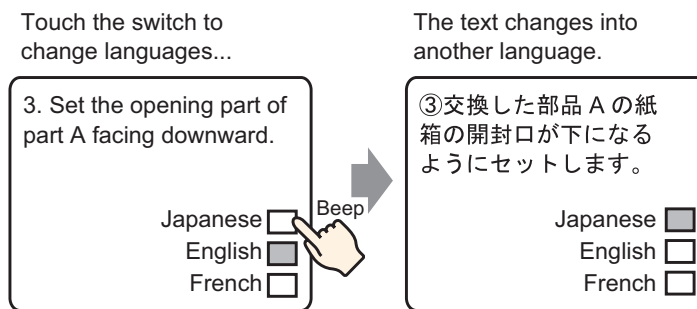 Touch the switch to
change languages...
3. Set the opening part of
part A facing downward.
Japanese
English
French
Beep
The text changes into
another language.
③交換した部品 A の紙
箱の開封口が下になる
ようにセットします。
Japanese
English
French